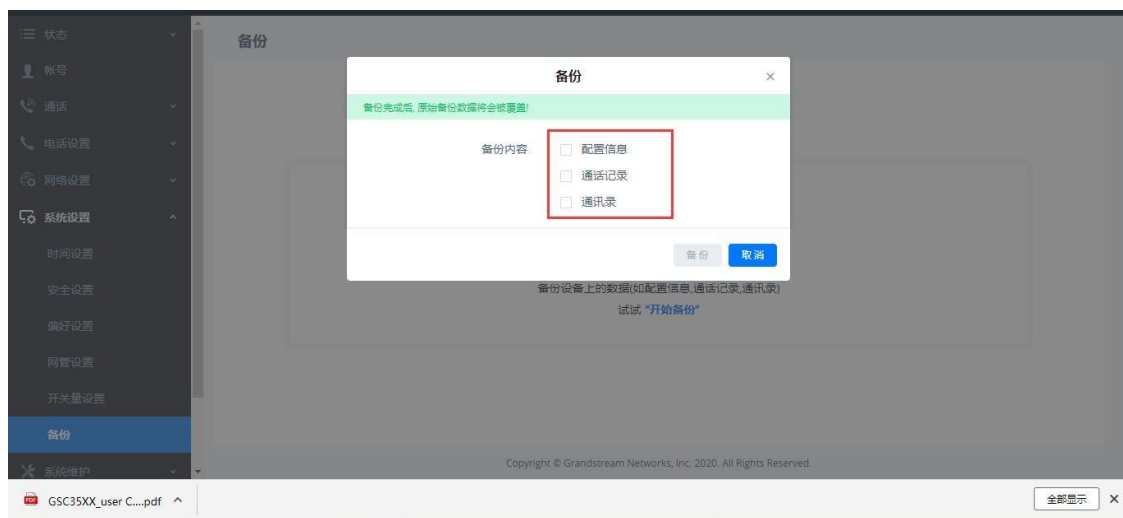 状态
备份
帐号
通话
电话设置
网络设置
系统设置
时间设置
安全设置
偏好设置
网管设置
开关量设置
备份
系统维护
备份
备份完成后, 原始备份数据将会被覆盖!
备份内容
配置信息
通话记录
通讯录
备 份
取 消
备份设备上的数据(如配置信息,通话记录,通讯录)
试试 "开始备份"
Copyright © Grandstream Networks, Inc. 2020. All Rights Reserved.
GSC35XX_user C....pdf
全部显示